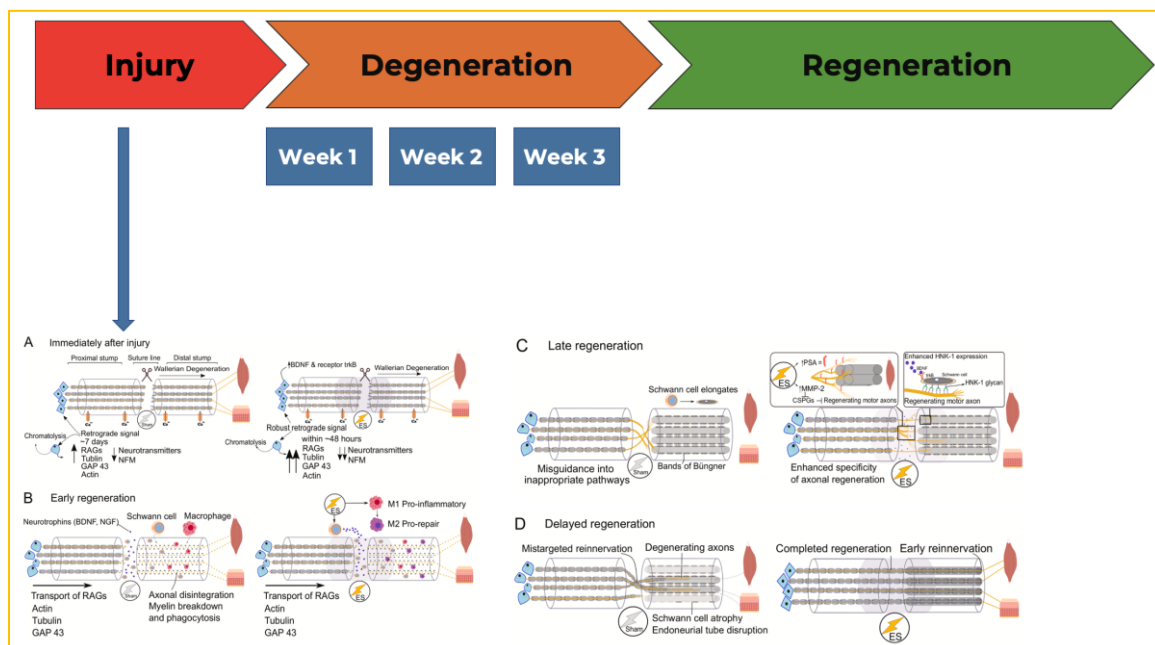 Injury
Degeneration
Regeneration
Week 1
Week 2
Week 3
A
Immediately after injury
Proximal stump
Suture line
Distal stump
Wallerian Degeneration
Sham
Chromatolysis
Retrograde signal
~7 days
RAGs
Tublin
GAP 43
Actin
Neurotransmitters
NFM
↑BDNF & receptor trkB
Wallerian Degeneration
ES
Robust retrograde signal
Chromatolysis
within ~48 hours
RAGs
Tublin
GAP 43
Actin
Neurotransmitters
NFM
B
Early regeneration
Neurotrophins (BDNF, NGF)
Schwann cell
Macrophage
Sham
Transport of RAGs
Actin
Tubulin
GAP 43
Axonal disintegration
Myelin breakdown
and phagocytosis
ES
M1 Pro-inflammatory
M2 Pro-repair
ES
Transport of RAGs
Actin
Tubulin
GAP 43
C
Late regeneration
Schwann cell elongates
Misguidance into
inappropriate pathways
Sham
Bands of Büngner
ES
↑PSA =
↑MMP-2
CSPGs ⊣ Regenerating motor axons
Enhanced HNK-1 expression
BDNF
Schwann cell
HNK-1 glycan
Regenerating motor axon
Enhanced specificity
of axonal regeneration
ES
D
Delayed regeneration
Mistargeted reinnervation
Degenerating axons
Sham
Schwann cell atrophy
Endoneurial tube disruption
Completed regeneration
Early reinnervation
ES